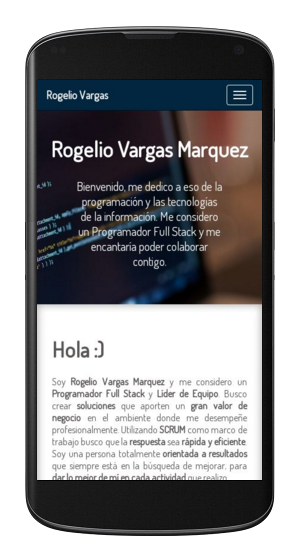 Rogelio Vargas
Rogelio Vargas Marquez
Bienvenido, me dedico a eso de la
programación y las tecnologías
de la información. Me considero
un Programador Full Stack y me
encantaría poder colaborar
contigo.
Hola :)
Soy Rogelio Vargas Marquez y me considero un
Programador Full Stack y Lider de Equipo. Busco
crear soluciones que aporten un gran valor de
negocio en el ambiente donde me desempeñe
profesionalmente. Utilizando SCRUM como marco de
trabajo busco que la respuesta sea rápida y eficiente.
Soy una persona totalmente orientada a resultados
que siempre está en la búsqueda de mejorar, para
dar lo mejor de mí en cada actividad que realizo.